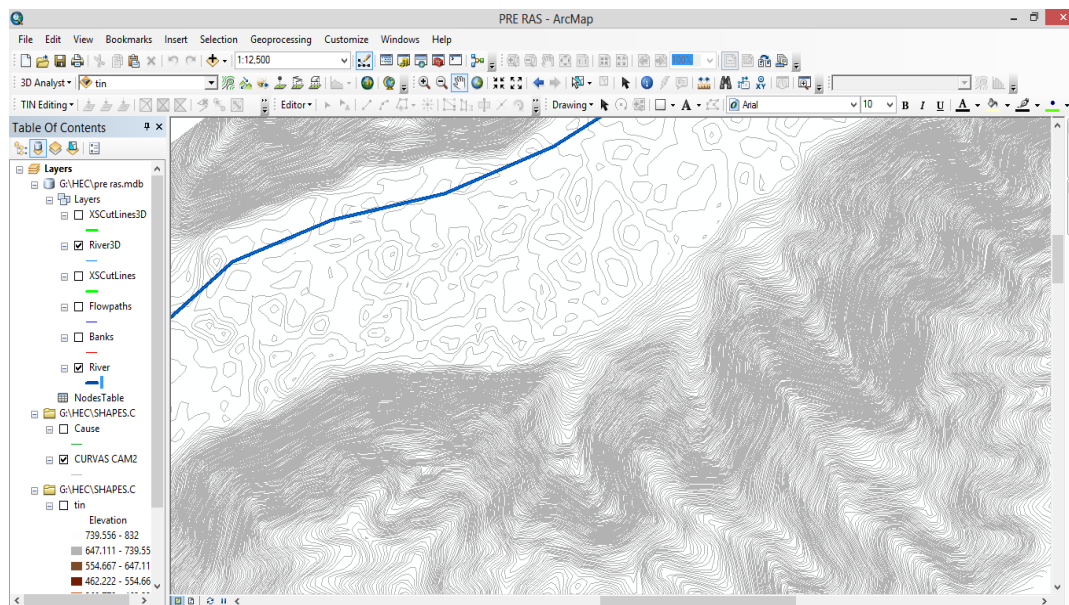 PRE RAS - ArcMap
File Edit View Bookmarks Insert Selection Geoprocessing Customize Windows Help
1:12.500
100%
3D Analyst tin
TIN Editing Editor Drawing Arial 10 B I U A
Table Of Contents
Layers
G:\HEC\pre ras.mdb
Layers
XSCutLines3D
River3D
XSCutLines
Flowpaths
Banks
River
NodesTable
G:\HEC\SHAPES.C
Cause
CURVAS CAM2
G:\HEC\SHAPES.C
tin
Elevation
739.556 - 832
647.111 - 739.55
554.667 - 647.11
462.222 - 554.66